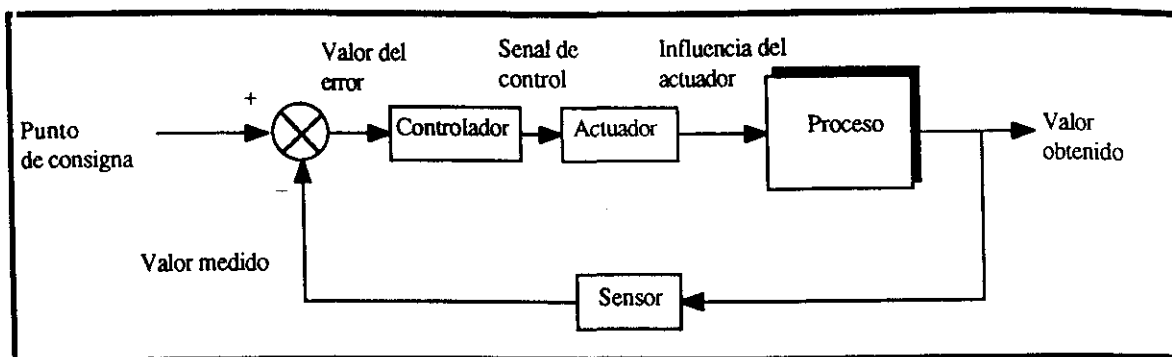 Valor del
error
Senal de
control
Influencia del
actuador
+
Punto
de consigna
Controlador
Actuador
Proceso
Valor
obtenido
−
Valor medido
Sensor